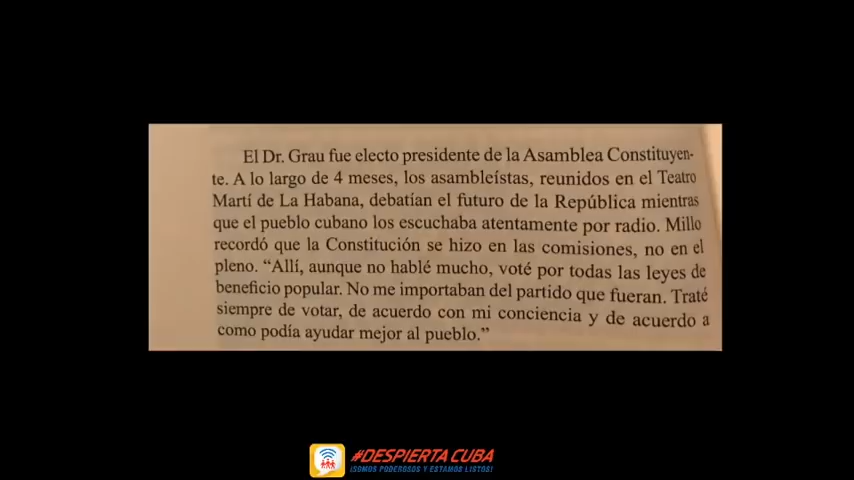 El Dr. Grau fue electo presidente de la Asamblea Constituyen-
te. A lo largo de 4 meses, los asambleístas, reunidos en el Teatro
Martí de La Habana, debatían el futuro de la República mientras
que el pueblo cubano los escuchaba atentamente por radio. Millo
recordó que la Constitución se hizo en las comisiones, no en el
pleno. “Allí, aunque no hablé mucho, voté por todas las leyes de
beneficio popular. No me importaban del partido que fueran. Traté
siempre de votar, de acuerdo con mi conciencia y de acuerdo a
como podía ayudar mejor al pueblo.”
#DESPIERTA CUBA
¡SOMOS PODEROSOS Y ESTAMOS LISTOS!